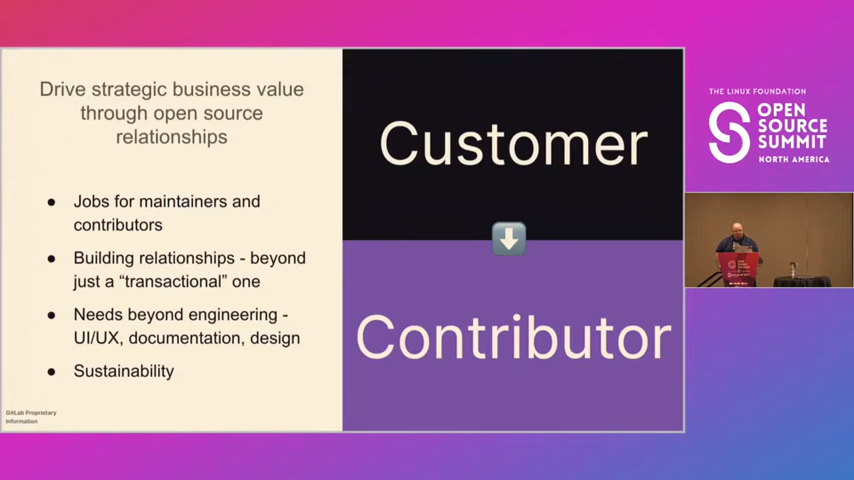 Drive strategic business value
through open source
relationships
● Jobs for maintainers and
contributors
● Building relationships - beyond
just a “transactional” one
● Needs beyond engineering -
UI/UX, documentation, design
● Sustainability
GitLab Proprietary
Information
Customer
Contributor
THE LINUX FOUNDATION
OPEN
SOURCE
SUMMIT
NORTH AMERICA